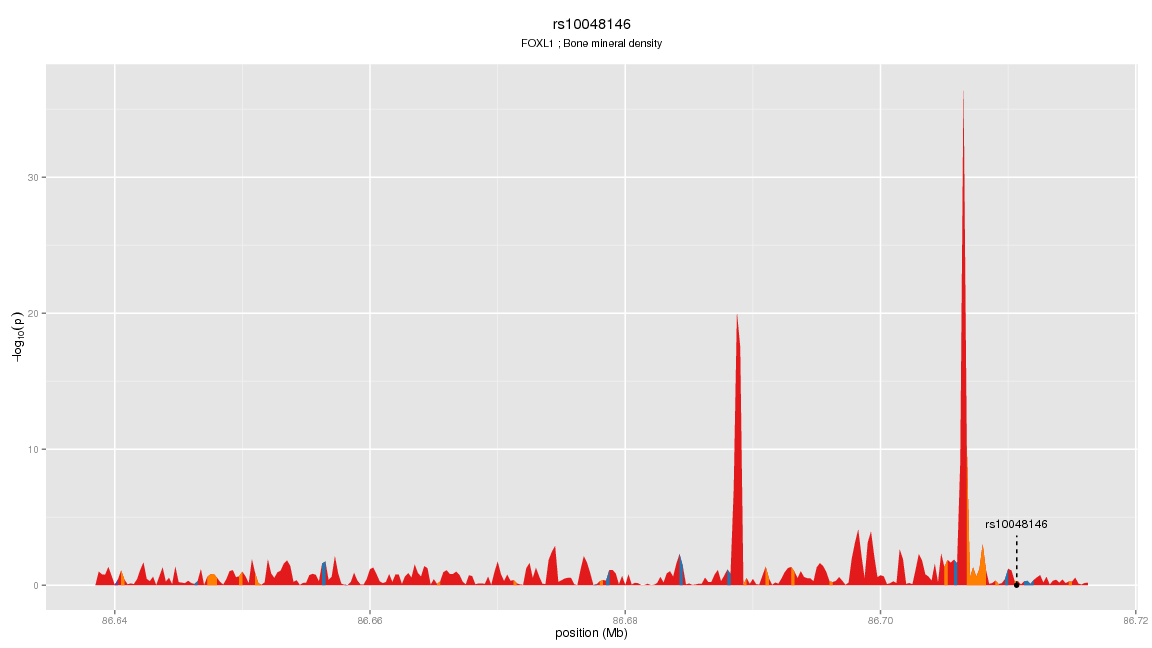 rs10048146
FOXL1 ; Bone mineral density
−log10(p)
30
20
10
0
rs10048146
86.64
86.66
86.68
86.70
86.72
position (Mb)